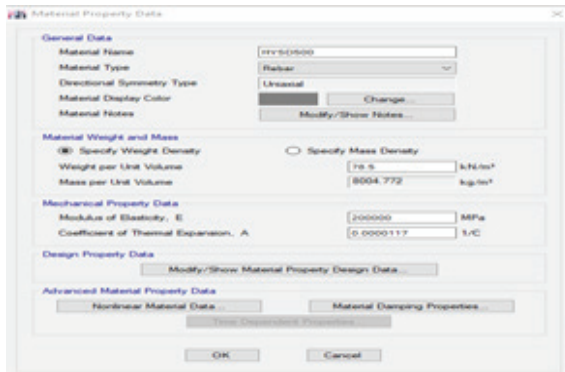 Material Property Data
General Data
Material Name HYSD500
Material Type Rebar
Directional Symmetry Type Uniaxial
Material Display Color Change...
Material Notes Modify/Show Notes...
Material Weight and Mass
Specify Weight Density Specify Mass Density
Weight per Unit Volume 78.5 kN/m³
Mass per Unit Volume 8004.772 kg/m³
Mechanical Property Data
Modulus of Elasticity, E 200000 MPa
Coefficient of Thermal Expansion, A 0.0000117 1/C
Design Property Data
Modify/Show Material Property Design Data...
Advanced Material Property Data
Nonlinear Material Data... Material Damping Properties...
Time Dependent Properties...
OK Cancel